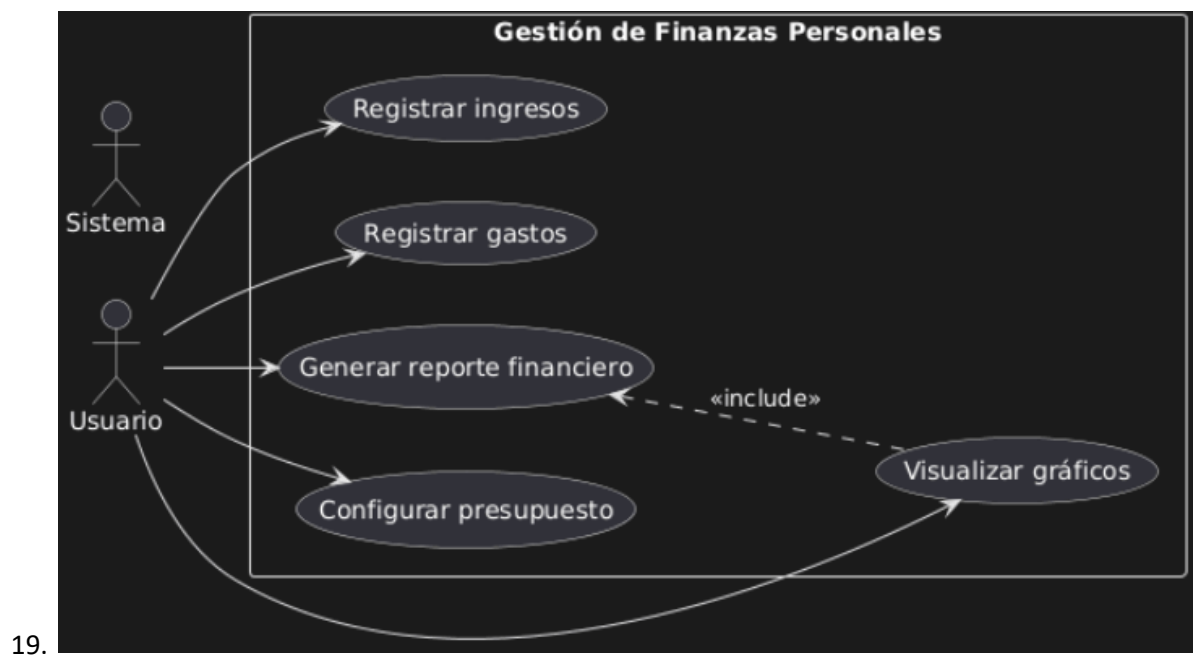 Gestión de Finanzas Personales
Registrar ingresos
Sistema
Registrar gastos
Generar reporte financiero
«include»
Usuario
Visualizar gráficos
Configurar presupuesto
19.